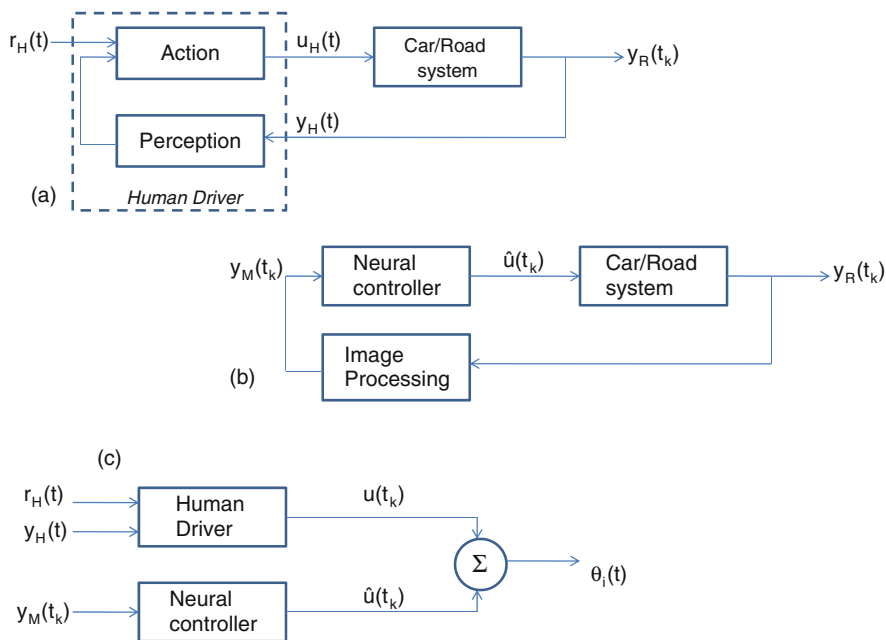 r_H(t)
Action
u_H(t)
Car/Road
system
y_R(t_k)
Perception
y_H(t)
Human Driver
(a)
y_M(t_k)
Neural
controller
û(t_k)
Car/Road
system
y_R(t_k)
Image
Processing
(b)
(c)
r_H(t)
y_H(t)
Human
Driver
u(t_k)
Σ
θ_i(t)
y_M(t_k)
Neural
controller
û(t_k)